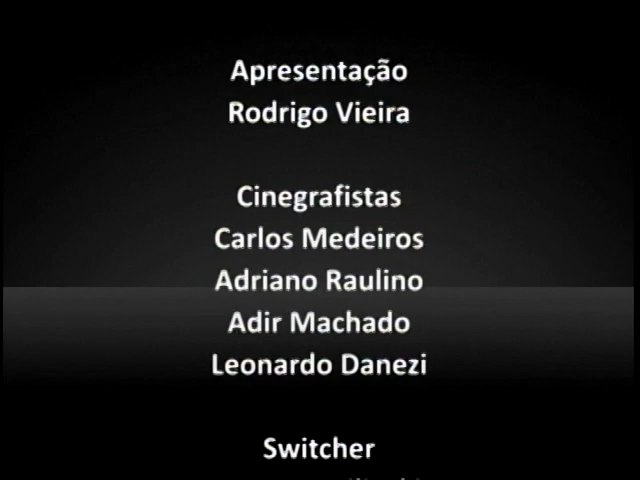 Apresentação
Rodrigo Vieira
Cinegrafistas
Carlos Medeiros
Adriano Raulino
Adir Machado
Leonardo Danezi
Switcher